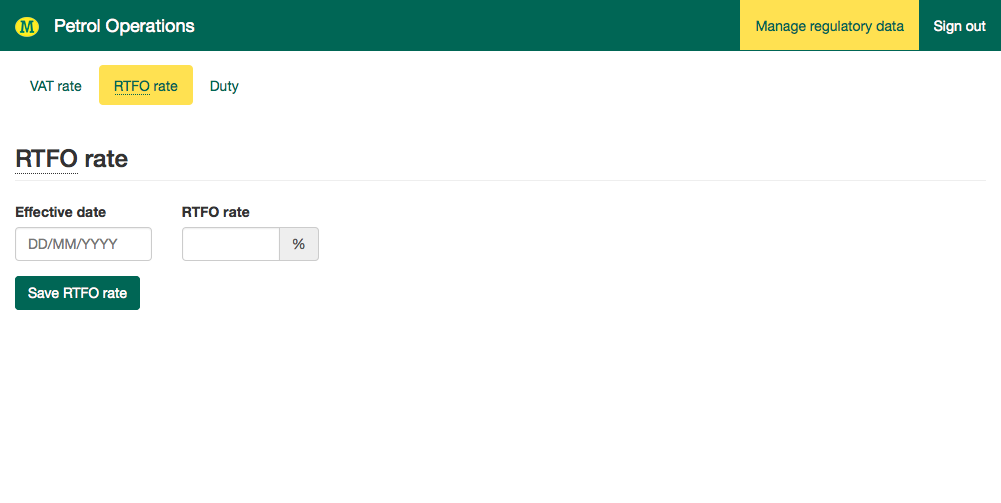 M Petrol Operations Manage regulatory data Sign out
VAT rate RTFO rate Duty
RTFO rate
Effective date RTFO rate
DD/MM/YYYY %
Save RTFO rate